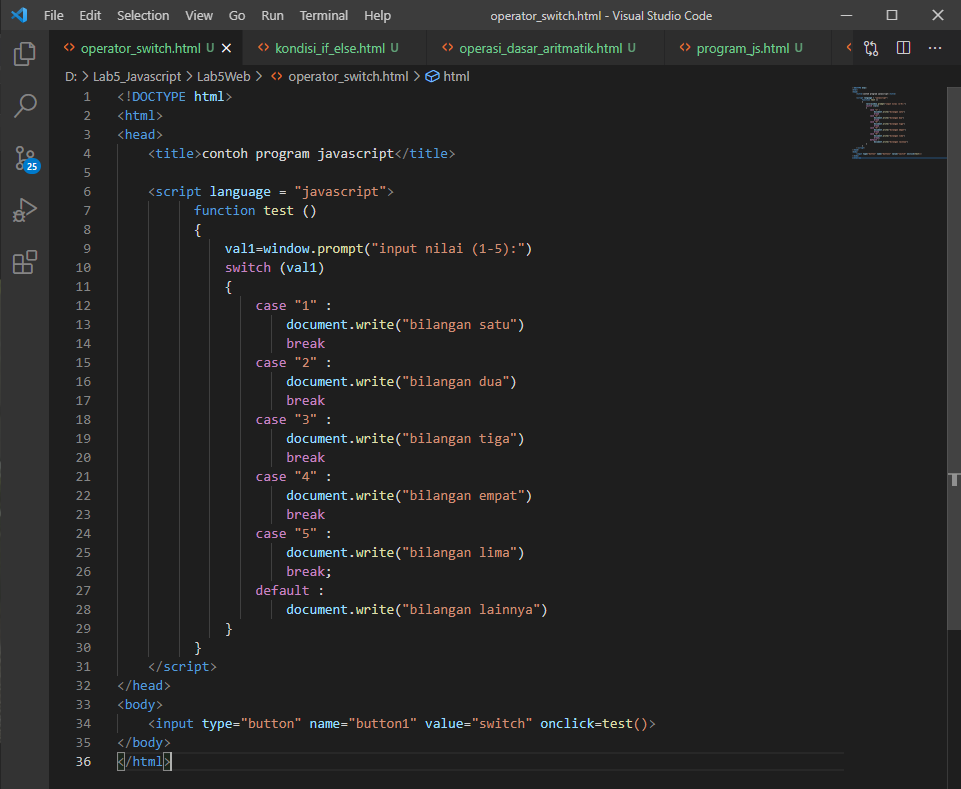 File Edit Selection View Go Run Terminal Help operator_switch.html - Visual Studio Code
operator_switch.html U kondisi_if_else.html U operasi_dasar_aritmatik.html U program_js.html U
D: > Lab5_Javascript > Lab5Web > operator_switch.html > html
25
1 <!DOCTYPE html>
2 <html>
3 <head>
4     <title>contoh program javascript</title>
5
6     <script language = "javascript">
7         function test ()
8         {
9             val1=window.prompt("input nilai (1-5):")
10             switch (val1)
11             {
12                 case "1" :
13                     document.write("bilangan satu")
14                     break
15                 case "2" :
16                     document.write("bilangan dua")
17                     break
18                 case "3" :
19                     document.write("bilangan tiga")
20                     break
21                 case "4" :
22                     document.write("bilangan empat")
23                     break
24                 case "5" :
25                     document.write("bilangan lima")
26                     break;
27                 default :
28                     document.write("bilangan lainnya")
29             }
30         }
31     </script>
32 </head>
33 <body>
34     <input type="button" name="button1" value="switch" onclick=test()>
35 </body>
36 </html>